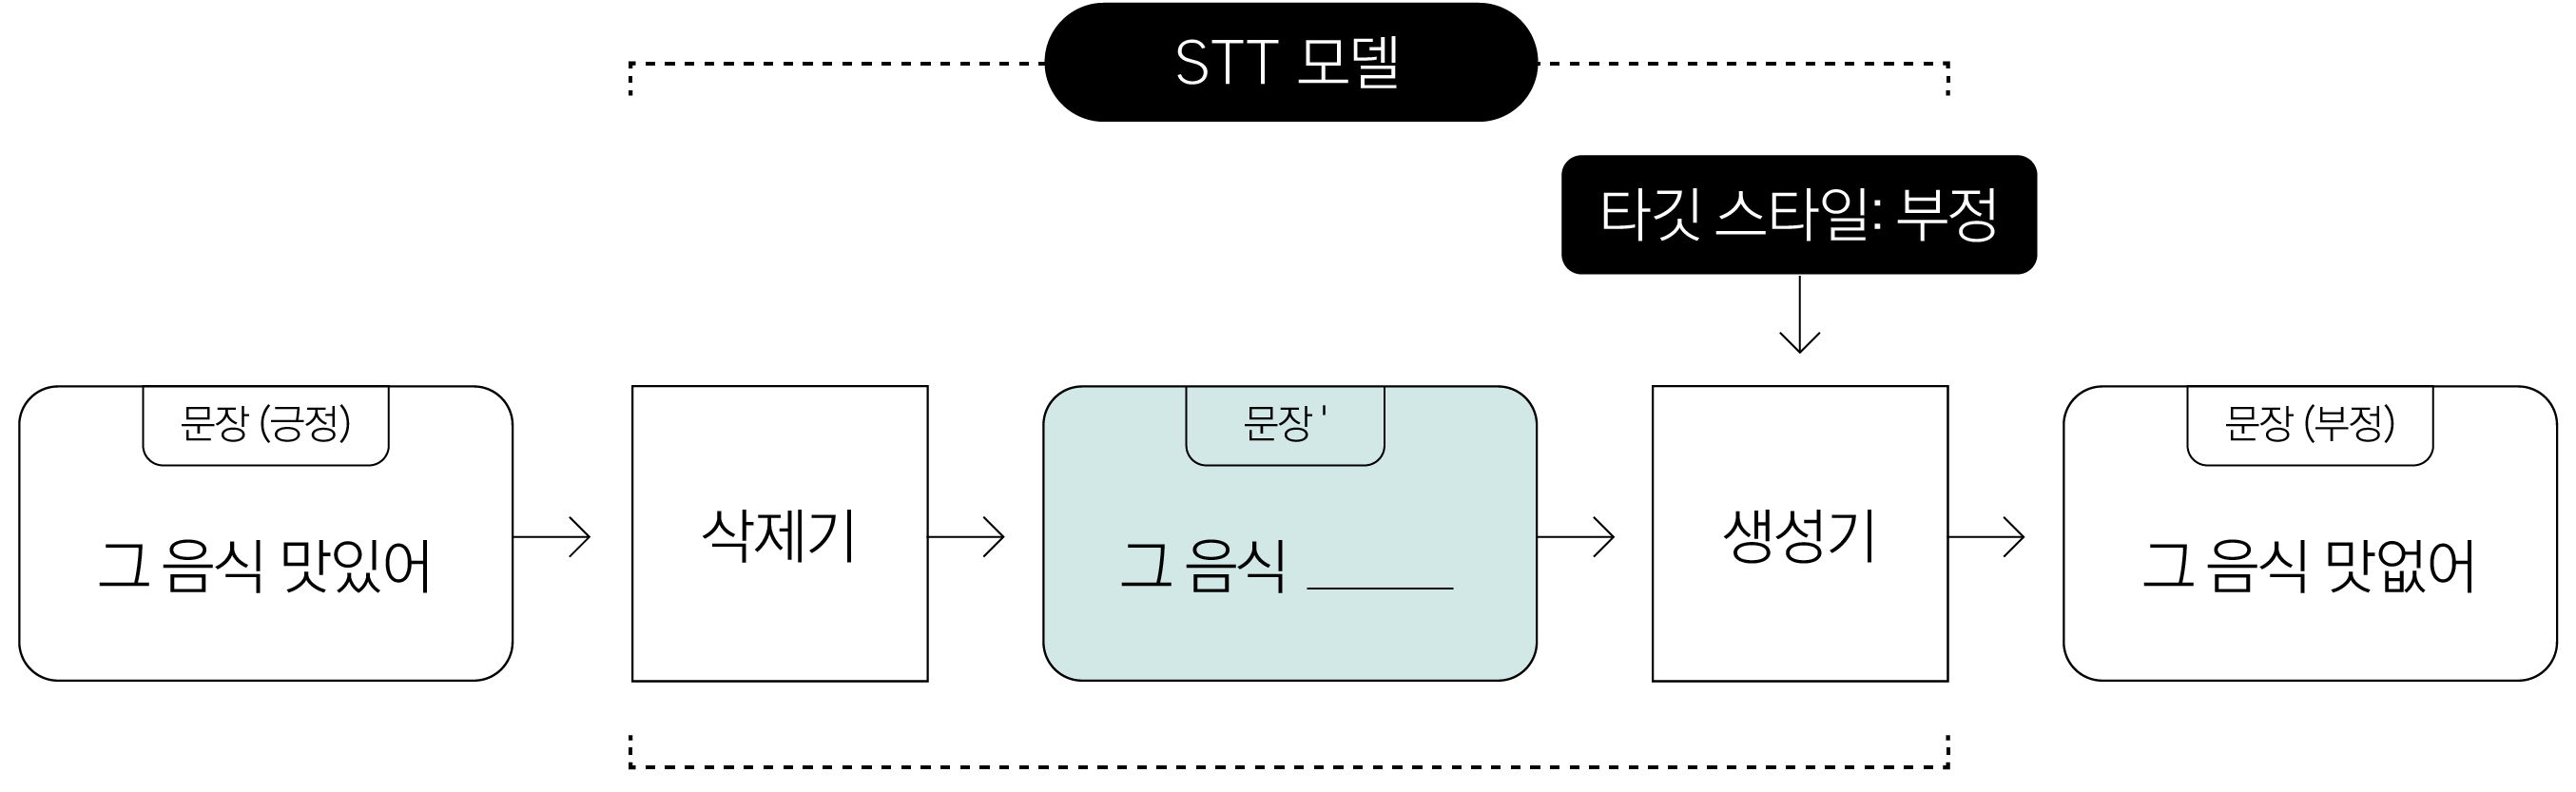 STT 모델
타깃 스타일: 부정
문장 (긍정)
그 음식 맛있어
삭제기
문장 '
그 음식 ________
생성기
문장 (부정)
그 음식 맛없어